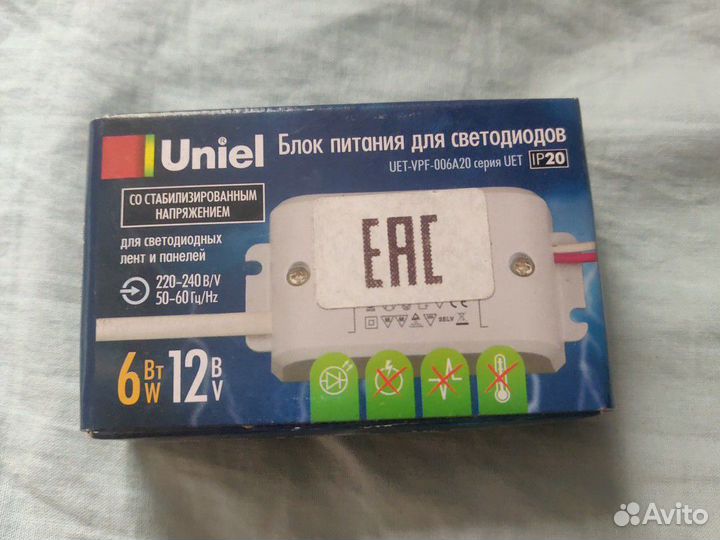 Uniel®
Блок питания для светодиодов
UET-VPF-006A20 серия UET IP20
СО СТАБИЛИЗИРОВАННЫМ
НАПРЯЖЕНИЕМ
для светодиодных
лент и панелей
220-240 В/V
50-60 Гц/Hz
EAC
SELV
6 Вт W 12 В V
Avito